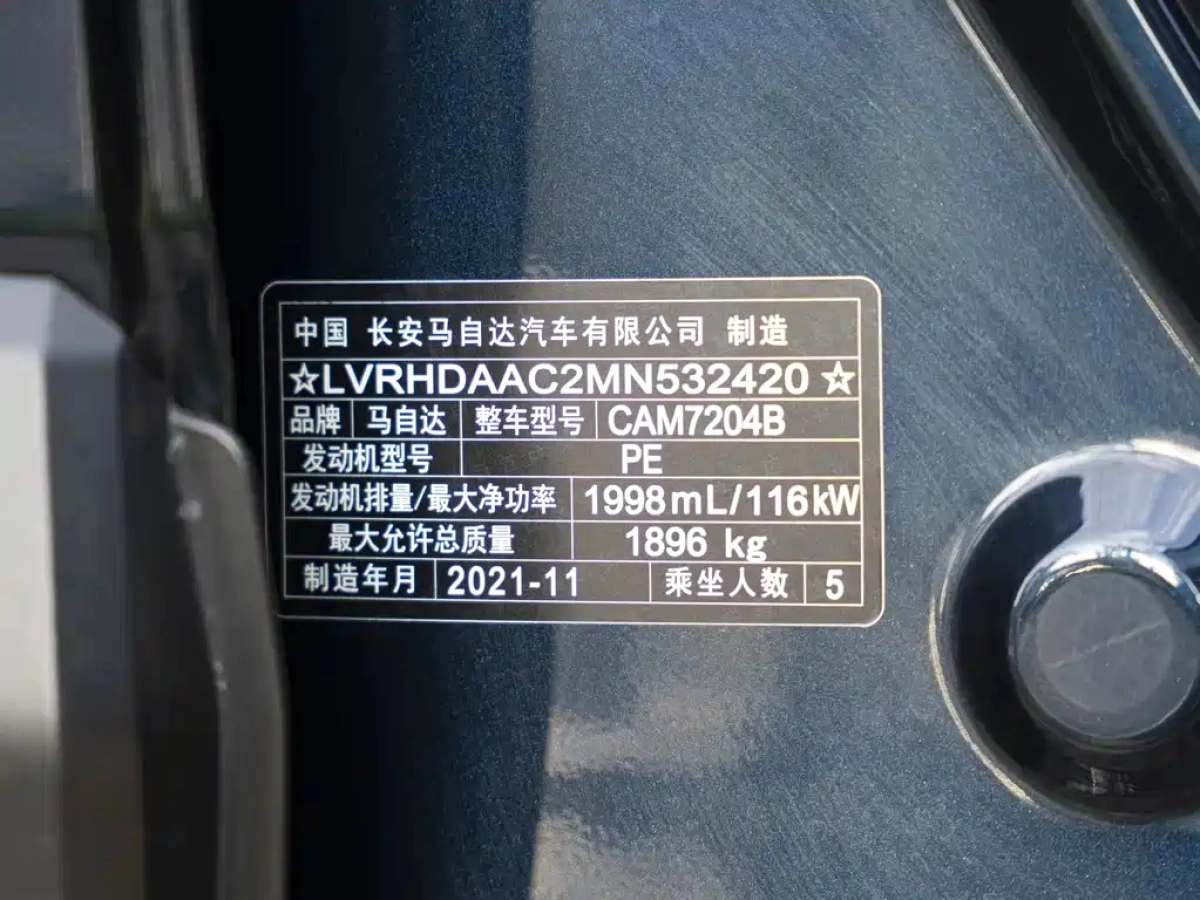 中国 长安马自达汽车有限公司 制造
☆LVRHDAAC2MN532420☆
品牌 马自达 整车型号 CAM7204B
发动机型号 PE
发动机排量/最大净功率 1998mL/116kW
最大允许总质量 1896 kg
制造年月 2021-11 乘坐人数 5